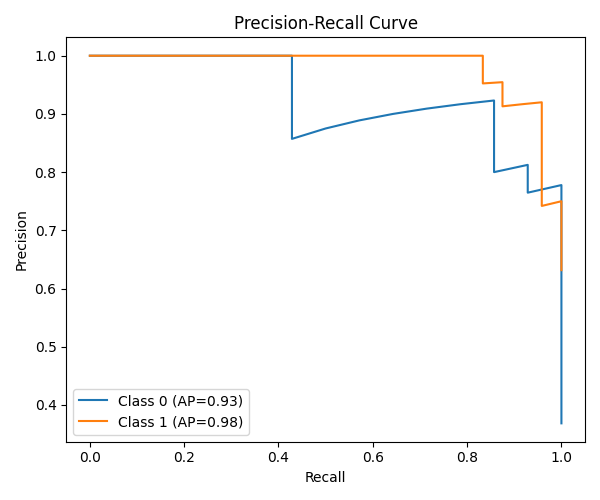 Precision-Recall Curve
1.0
0.9
0.8
0.7
0.6
0.5
0.4
Precision
Class 0 (AP=0.93)
Class 1 (AP=0.98)
0.0 0.2 0.4 0.6 0.8 1.0
Recall